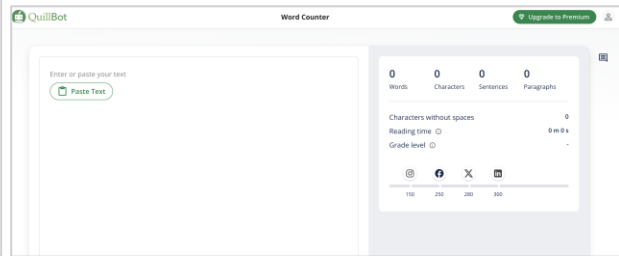 QuillBot
Word Counter
Upgrade to Premium
Enter or paste your text
Paste Text
0 0 0 0
Words Characters Sentences Paragraphs
Characters without spaces 0
Reading time 0 m 0 s
Grade level -
150 250 280 300